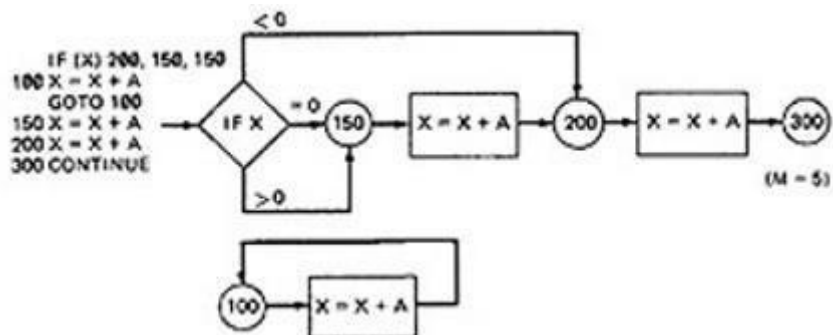 <0
IF (X) 200, 150, 150
100 X = X + A
GOTO 100
150 X = X + A
200 X = X + A
300 CONTINUE
IF X
= 0
150
X = X + A
200
X = X + A
300
(M = 5)
>0
100
X = X + A